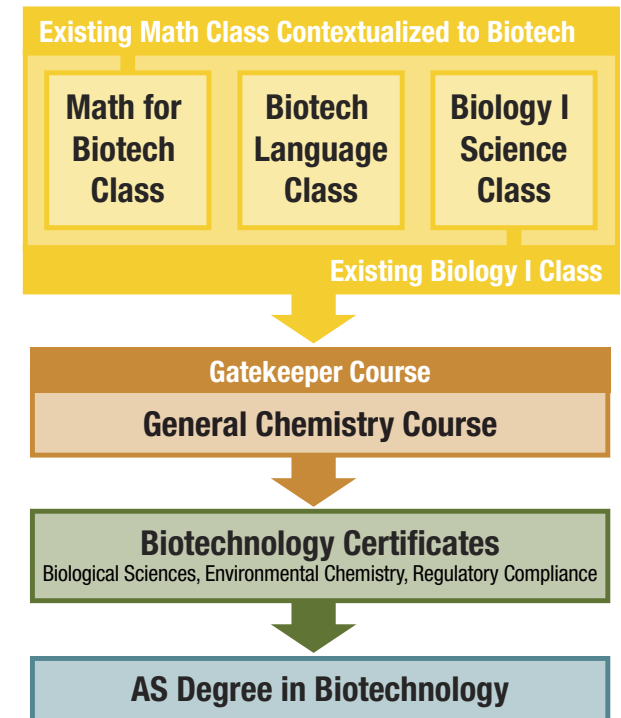 Existing Math Class Contextualized to Biotech
Math for
Biotech
Class
Biotech
Language
Class
Biology I
Science
Class
Existing Biology I Class
Gatekeeper Course
General Chemistry Course
Biotechnology Certificates
Biological Sciences, Environmental Chemistry, Regulatory Compliance
AS Degree in Biotechnology